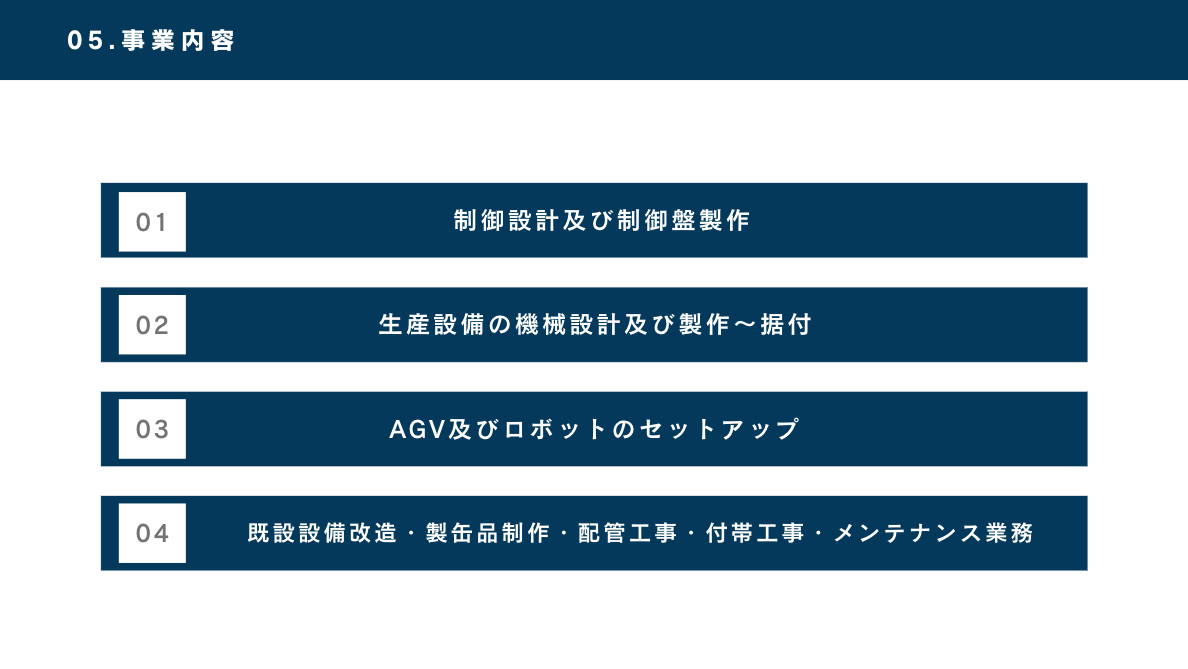 05.事業内容
01
制御設計及び制御盤製作
02
生産設備の機械設計及び製作〜据付
03
AGV及びロボットのセットアップ
04
既設設備改造・製缶品制作・配管工事・付帯工事・メンテナンス業務